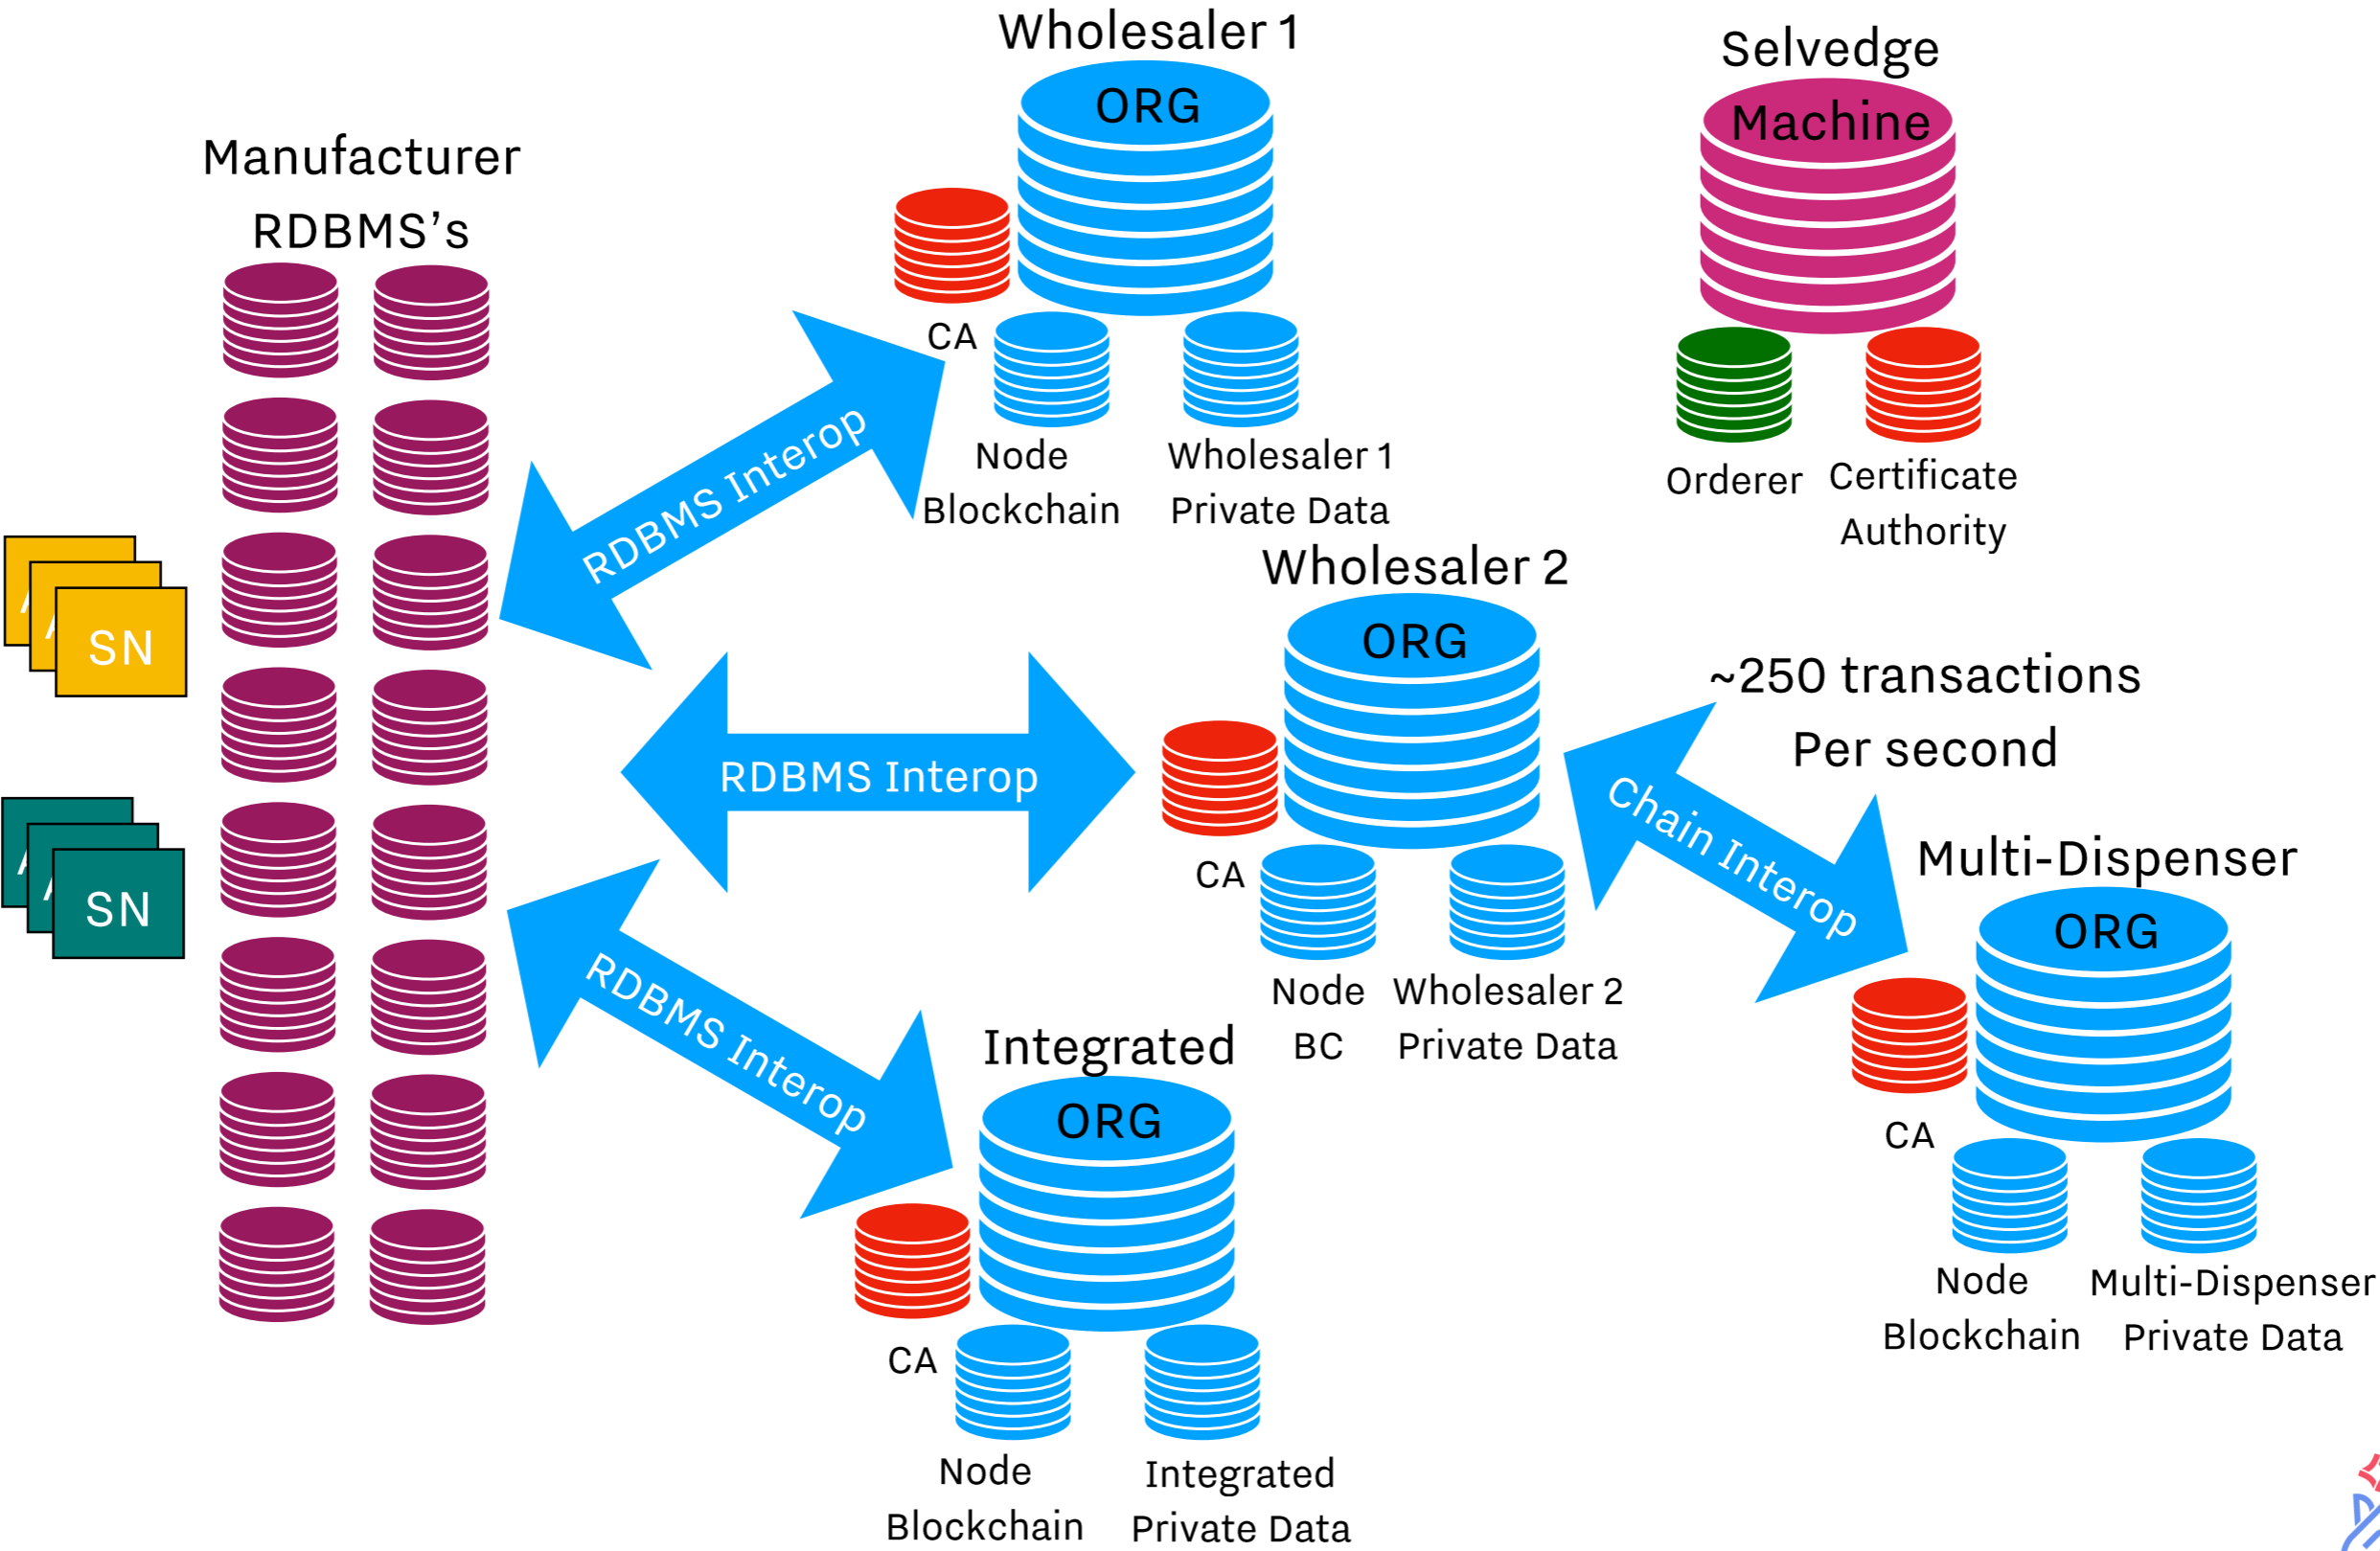 Manufacturer
RDBMS's
SN
SN
RDBMS Interop
RDBMS Interop
RDBMS Interop
Wholesaler 1
ORG
CA
Node
Blockchain
Wholesaler 1
Private Data
Selvedge
Machine
Orderer
Certificate
Authority
Wholesaler 2
ORG
CA
Node
BC
Wholesaler 2
Private Data
~250 transactions
Per second
Chain Interop
Multi-Dispenser
ORG
CA
Node
Blockchain
Multi-Dispenser
Private Data
Integrated
ORG
CA
Node
Blockchain
Integrated
Private Data